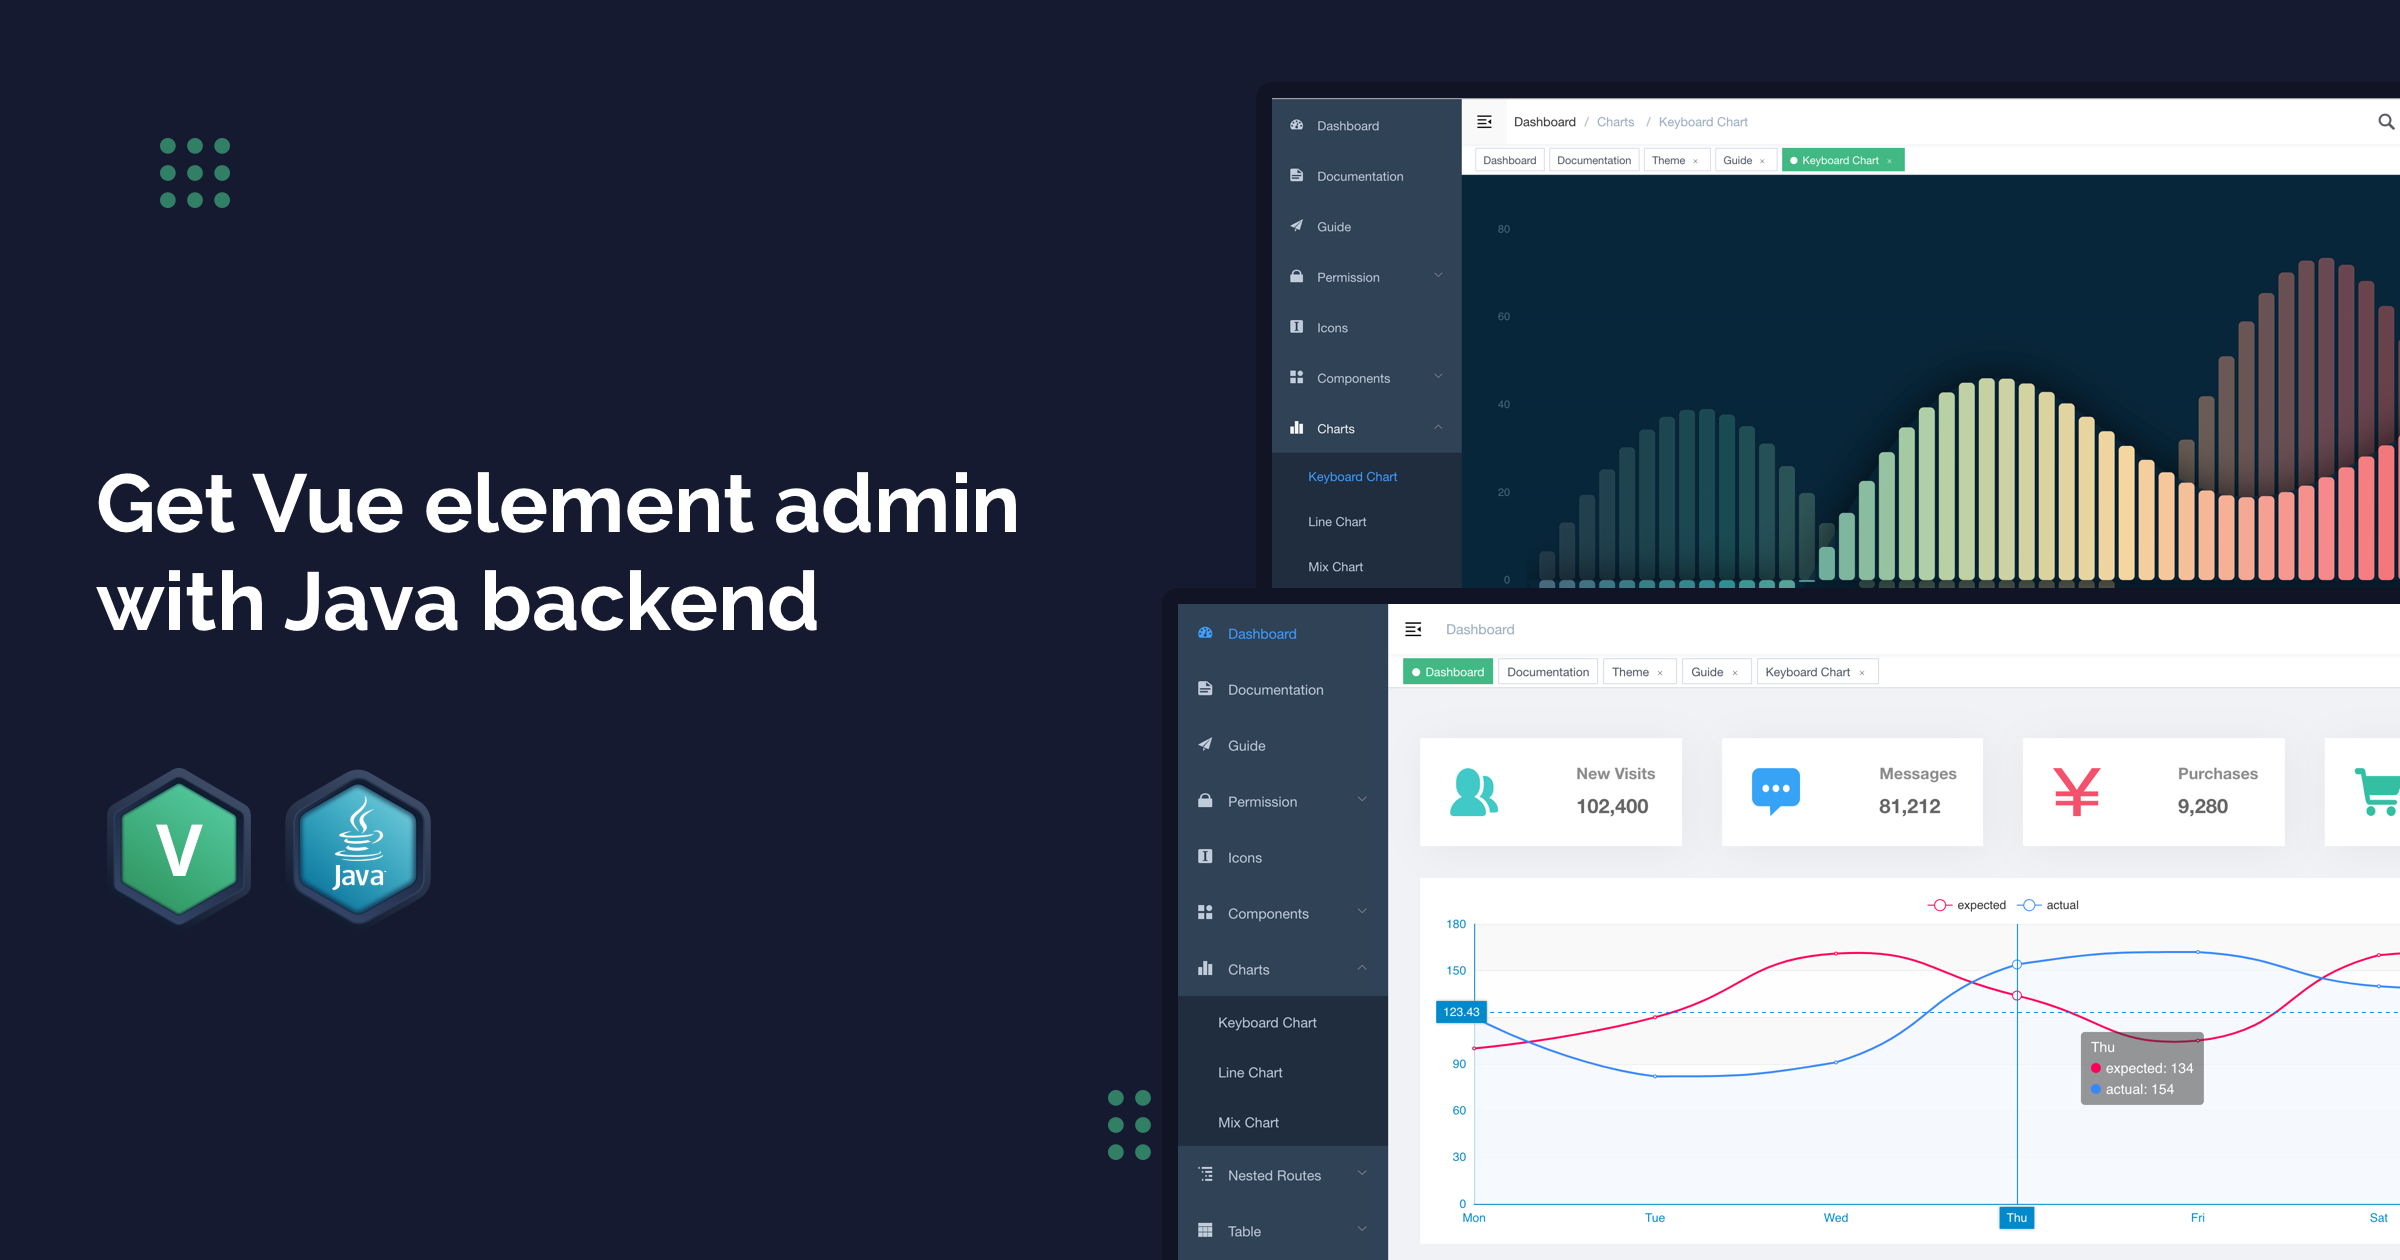 Get Vue element admin
with Java backend
V
Java
Dashboard
Documentation
Guide
Permission
Icons
Components
Charts
Keyboard Chart
Line Chart
Mix Chart
Dashboard / Charts / Keyboard Chart
Dashboard Documentation Theme × Guide × Keyboard Chart ×
80
60
40
20
0
Dashboard
Documentation
Guide
Permission
Icons
Components
Charts
Keyboard Chart
Line Chart
Mix Chart
Nested Routes
Table
Dashboard
Dashboard Documentation Theme × Guide × Keyboard Chart ×
New Visits
102,400
Messages
81,212
Purchases
9,280
expected actual
180
150
123.43
90
60
30
0
Thu
expected: 134
actual: 154
Mon Tue Wed Thu Fri Sat